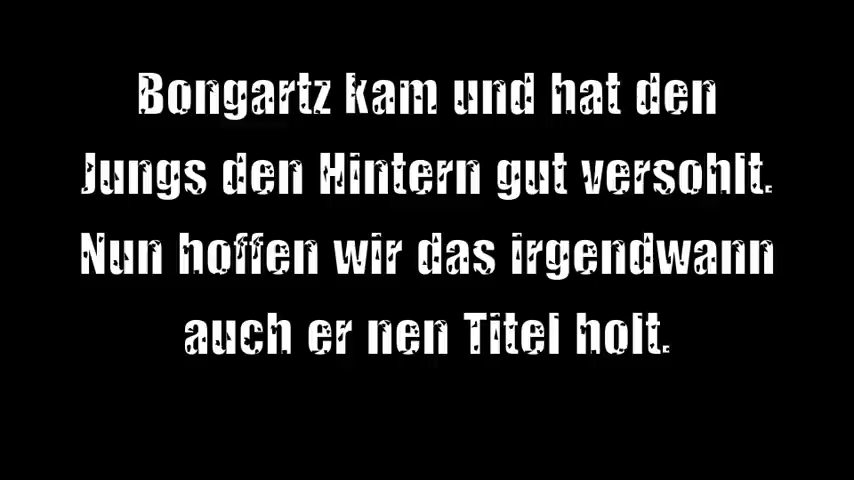 Bongartz kam und hat den
Jungs den Hintern gut versohlt.
Nun hoffen wir das irgendwann
auch er nen Titel holt.